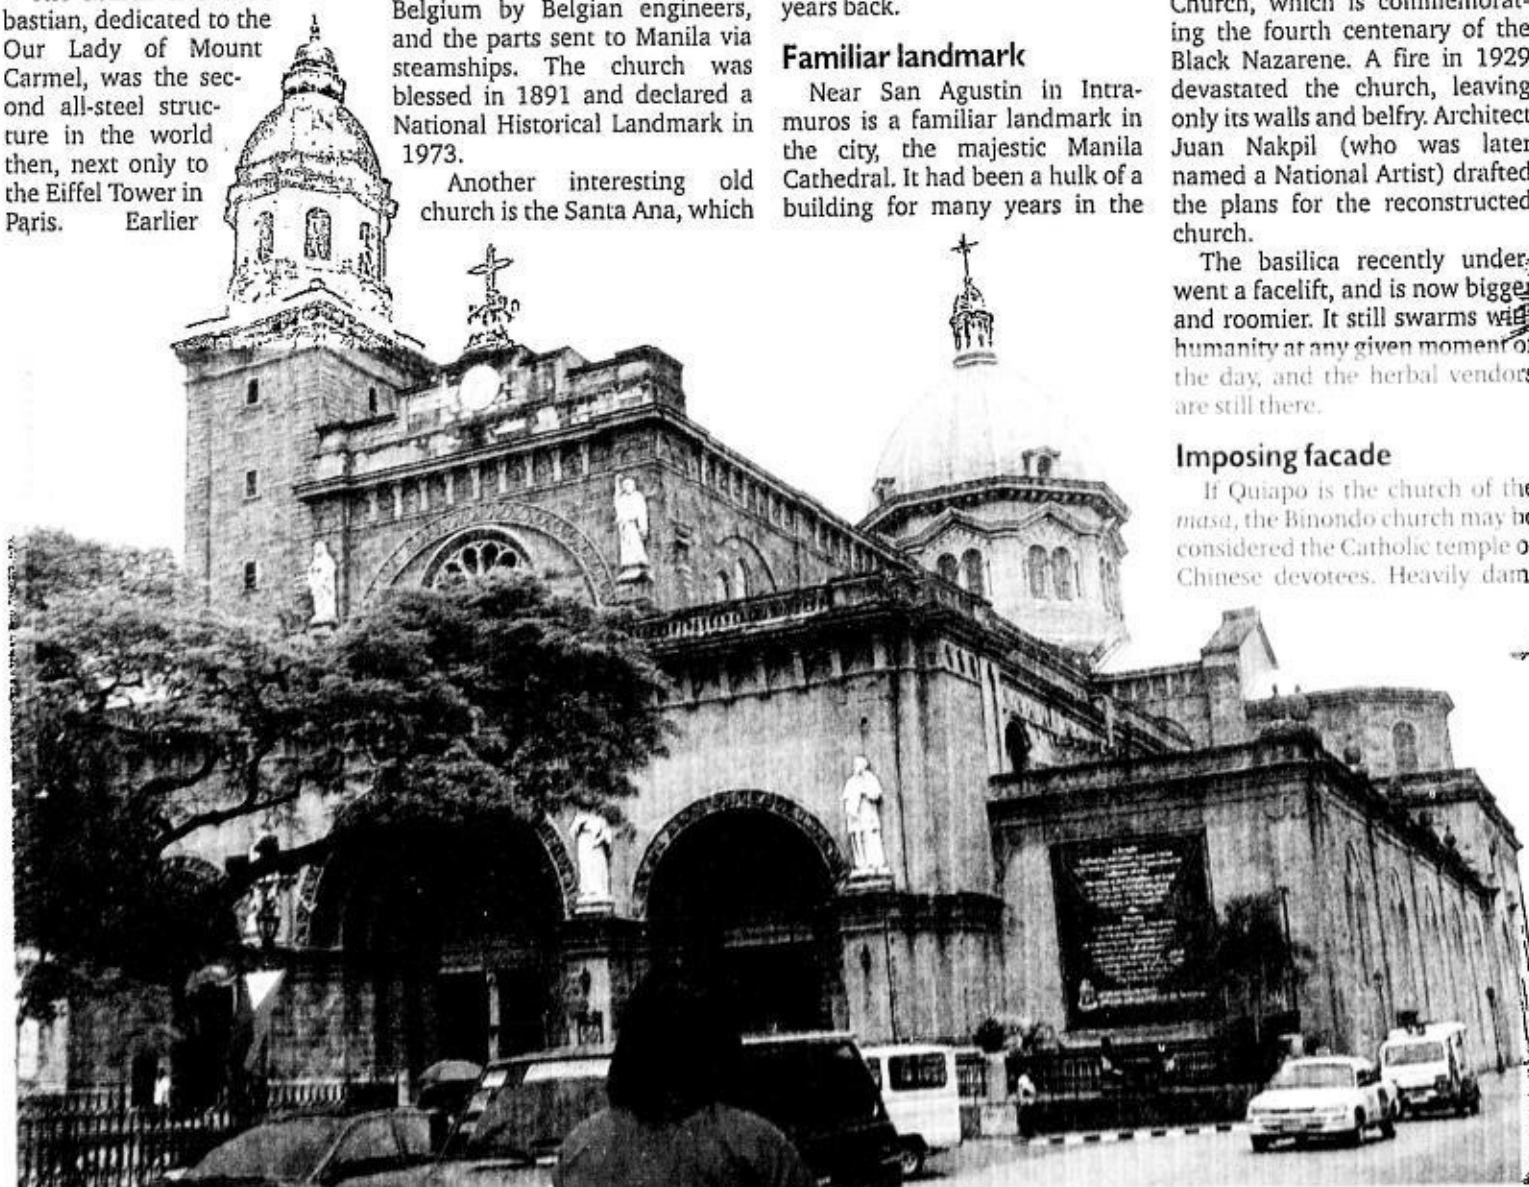 bastian, dedicated to the
Our Lady of Mount
Carmel, was the sec-
ond all-steel struc-
ture in the world
then, next only to
the Eiffel Tower in
Paris. Earlier
Belgium by Belgian engineers,
and the parts sent to Manila via
steamships. The church was
blessed in 1891 and declared a
National Historical Landmark in
1973.
Another interesting old
church is the Santa Ana, which
years back.
Familiar landmark
Near San Agustin in Intra-
muros is a familiar landmark in
the city, the majestic Manila
Cathedral. It had been a hulk of a
building for many years in the
Church, which is commemorat-
ing the fourth centenary of the
Black Nazarene. A fire in 1929
devastated the church, leaving
only its walls and belfry. Architect
Juan Nakpil (who was later
named a National Artist) drafted
the plans for the reconstructed
church.
The basilica recently under-
went a facelift, and is now bigger
and roomier. It still swarms with
humanity at any given moment of
the day, and the herbal vendors
are still there.
Imposing facade
If Quiapo is the church of the
masa, the Binondo church may be
considered the Catholic temple o
Chinese devotees. Heavily dam